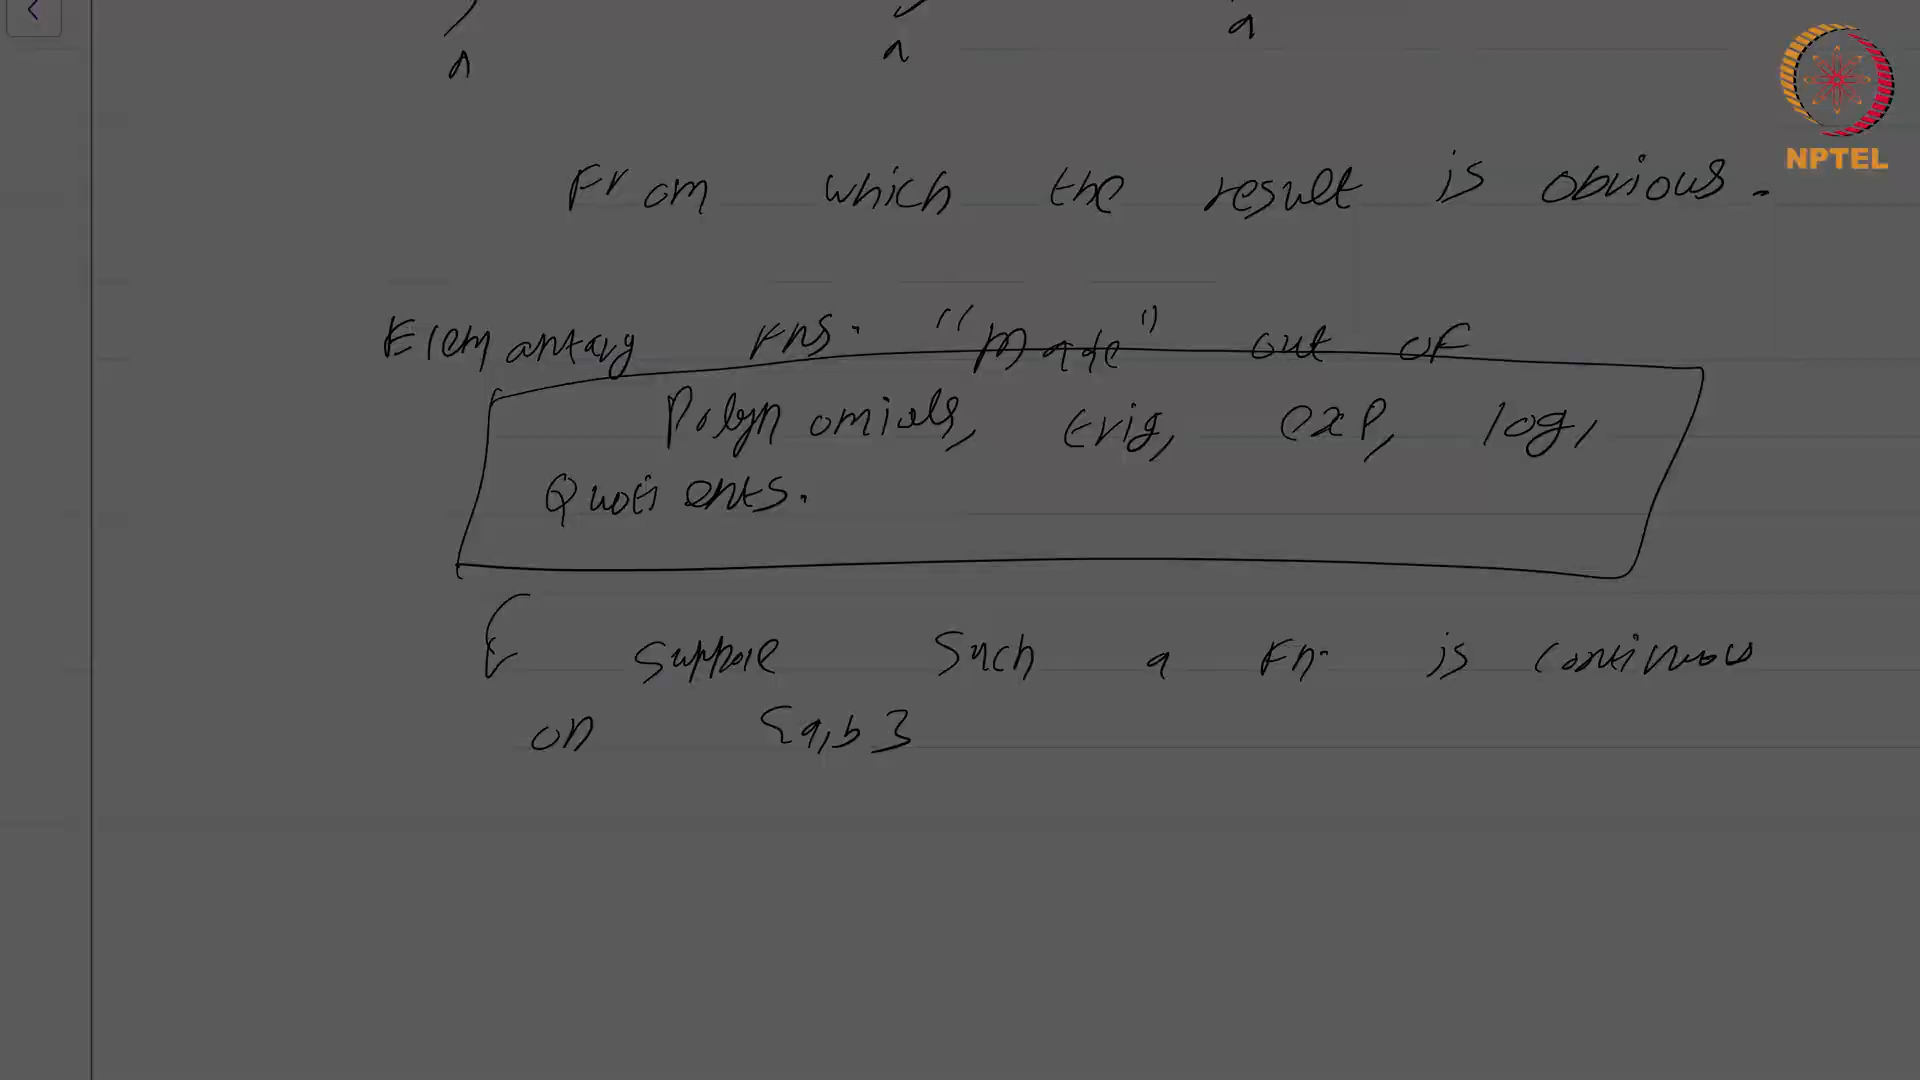 a a a
NPTEL
From which the result is obvious.
Elementary Fns. "Made" out of
Polynomials, trig, exp, log,
Quotients.
Suppose such a Fn. is continuous
on [a,b]